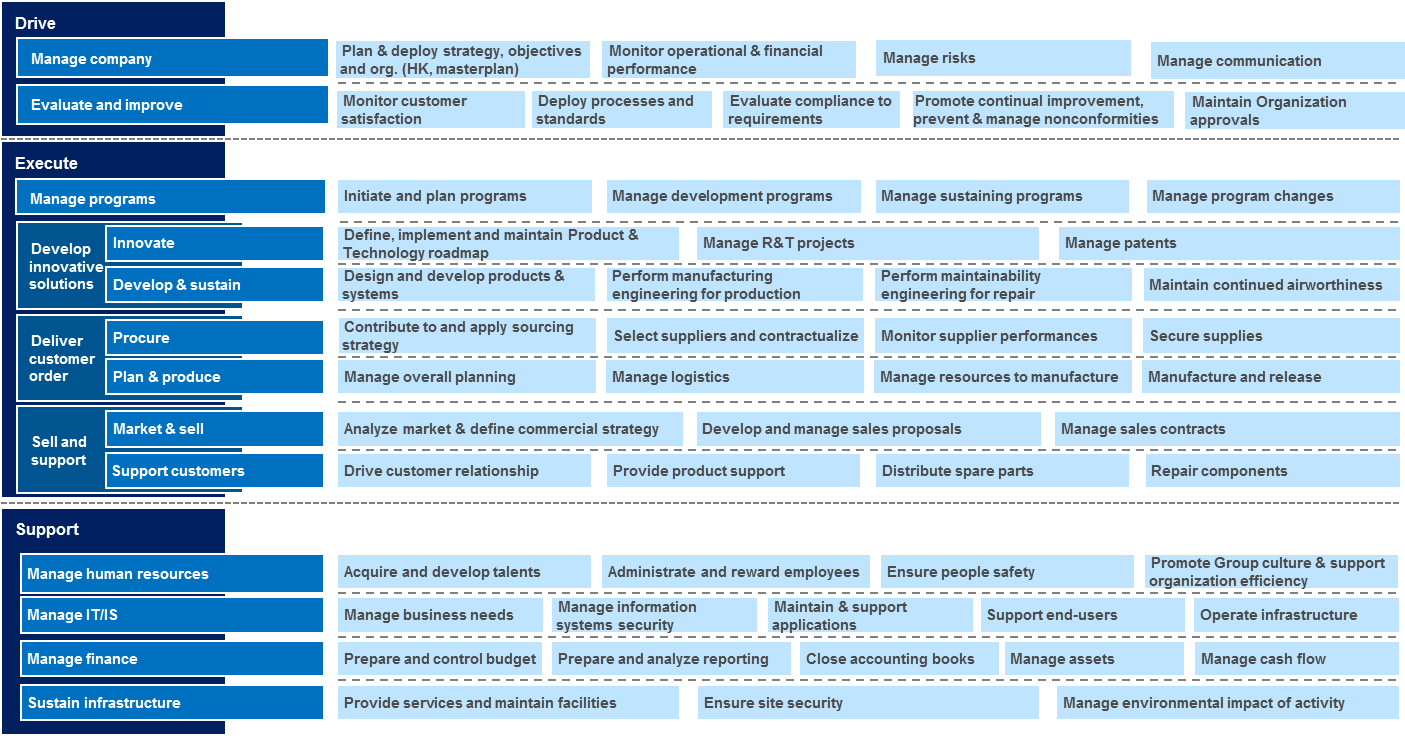 Drive
Manage company
Plan & deploy strategy, objectives
and org. (HK, masterplan)
Monitor operational & financial
performance
Manage risks
Manage communication
Evaluate and improve
Monitor customer
satisfaction
Deploy processes and
standards
Evaluate compliance to
requirements
Promote continual improvement,
prevent & manage nonconformities
Maintain Organization
approvals
Execute
Manage programs
Initiate and plan programs
Manage development programs
Manage sustaining programs
Manage program changes
Develop
innovative
solutions
Innovate
Define, implement and maintain Product &
Technology roadmap
Manage R&T projects
Manage patents
Develop & sustain
Design and develop products &
systems
Perform manufacturing
engineering for production
Perform maintainability
engineering for repair
Maintain continued airworthiness
Deliver
customer
order
Procure
Contribute to and apply sourcing
strategy
Select suppliers and contractualize
Monitor supplier performances
Secure supplies
Plan & produce
Manage overall planning
Manage logistics
Manage resources to manufacture
Manufacture and release
Sell and
support
Market & sell
Analyze market & define commercial strategy
Develop and manage sales proposals
Manage sales contracts
Support customers
Drive customer relationship
Provide product support
Distribute spare parts
Repair components
Support
Manage human resources
Acquire and develop talents
Administrate and reward employees
Ensure people safety
Promote Group culture & support
organization efficiency
Manage IT/IS
Manage business needs
Manage information
systems security
Maintain & support
applications
Support end-users
Operate infrastructure
Manage finance
Prepare and control budget
Prepare and analyze reporting
Close accounting books
Manage assets
Manage cash flow
Sustain infrastructure
Provide services and maintain facilities
Ensure site security
Manage environmental impact of activity